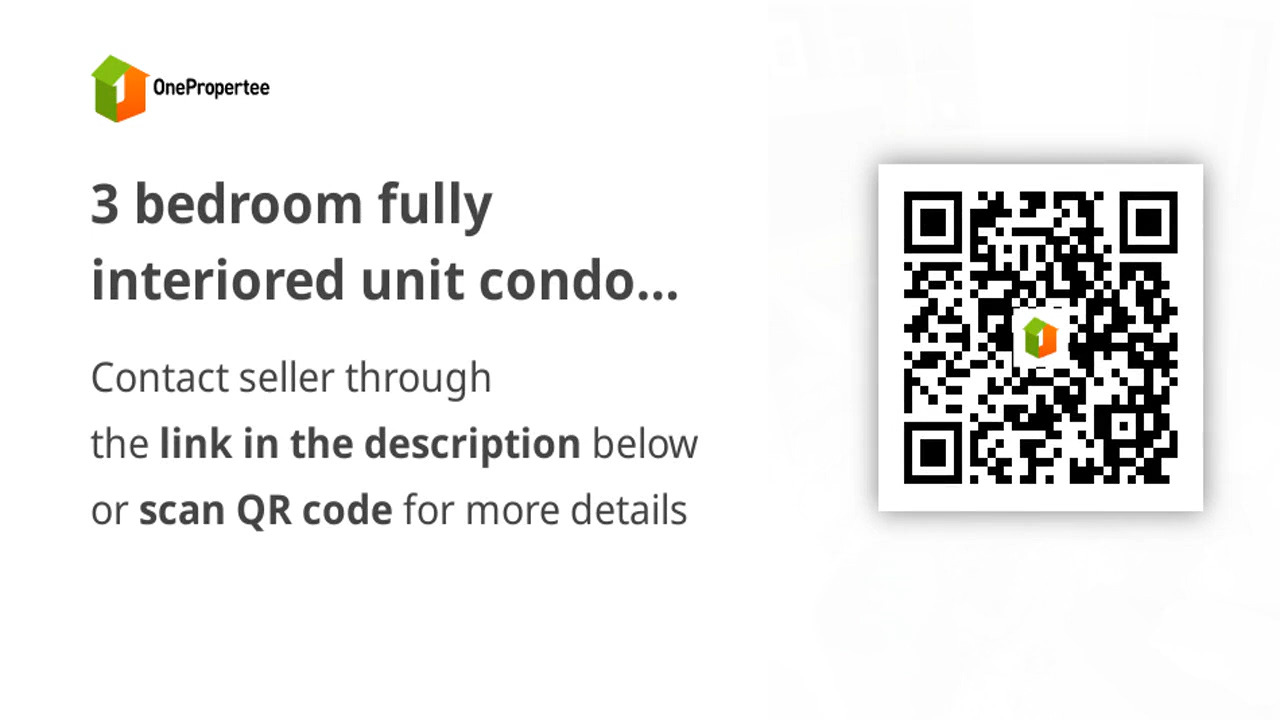 OnePropertee
3 bedroom fully
interiored unit condo...
Contact seller through
the link in the description below
or scan QR code for more details